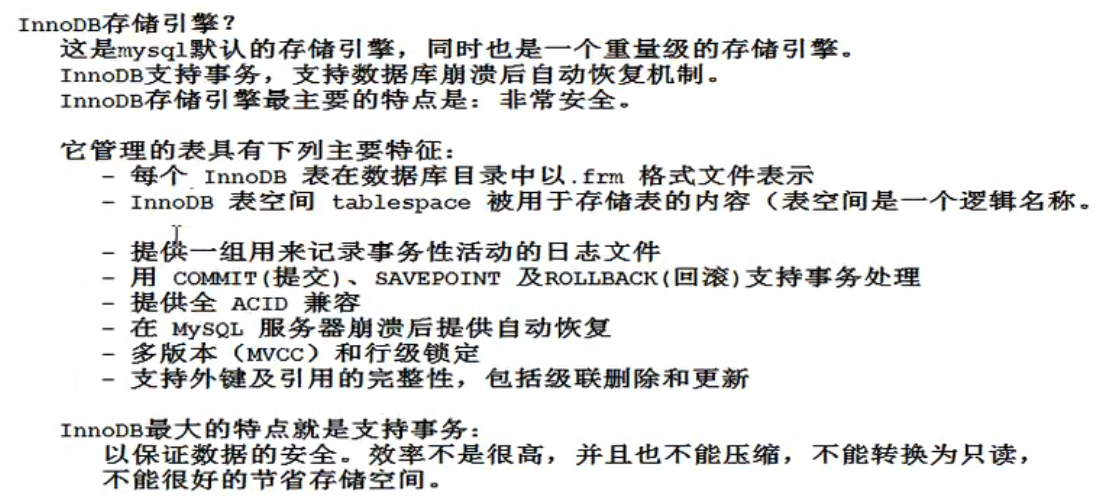 InnoDB存储引擎？
这是mysql默认的存储引擎，同时也是一个重量级的存储引擎。
InnoDB支持事务，支持数据库崩溃后自动恢复机制。
InnoDB存储引擎最主要的特点是：非常安全。
它管理的表具有下列主要特征：
- 每个 InnoDB 表在数据库目录中以.frm 格式文件表示
- InnoDB 表空间 tablespace 被用于存储表的内容（表空间是一个逻辑名称。
- 提供一组用来记录事务性活动的日志文件
- 用 COMMIT(提交)、SAVEPOINT 及ROLLBACK(回滚)支持事务处理
- 提供全 ACID 兼容
- 在 MySQL 服务器崩溃后提供自动恢复
- 多版本（MVCC）和行级锁定
- 支持外键及引用的完整性，包括级联删除和更新
InnoDB最大的特点就是支持事务：
以保证数据的安全。效率不是很高，并且也不能压缩，不能转换为只读，
不能很好的节省存储空间。